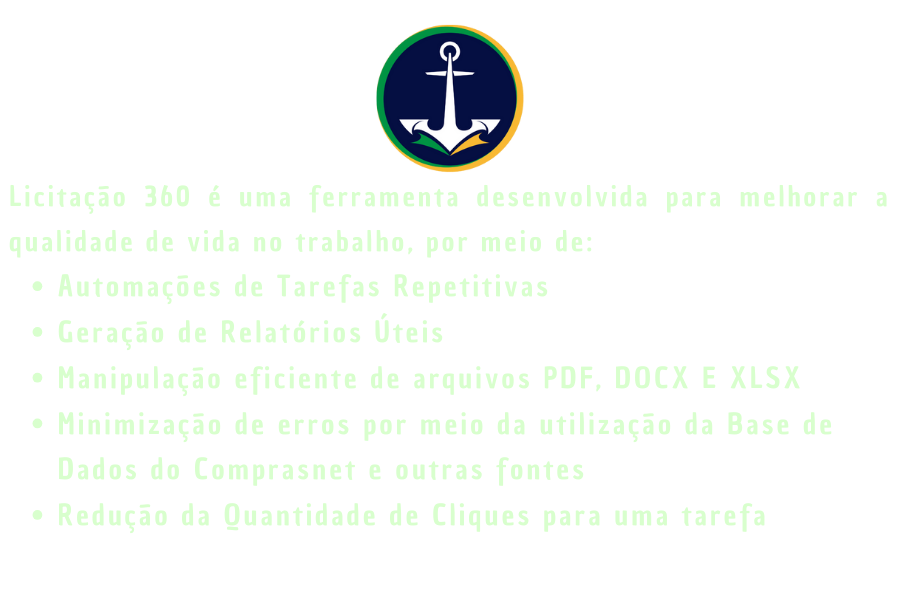 Licitação 360 é uma ferramenta desenvolvida para melhorar a
qualidade de vida no trabalho, por meio de:
• Automações de Tarefas Repetitivas
• Geração de Relatórios Úteis
• Manipulação eficiente de arquivos PDF, DOCX E XLSX
• Minimização de erros por meio da utilização da Base de
Dados do Comprasnet e outras fontes
• Redução da Quantidade de Cliques para uma tarefa